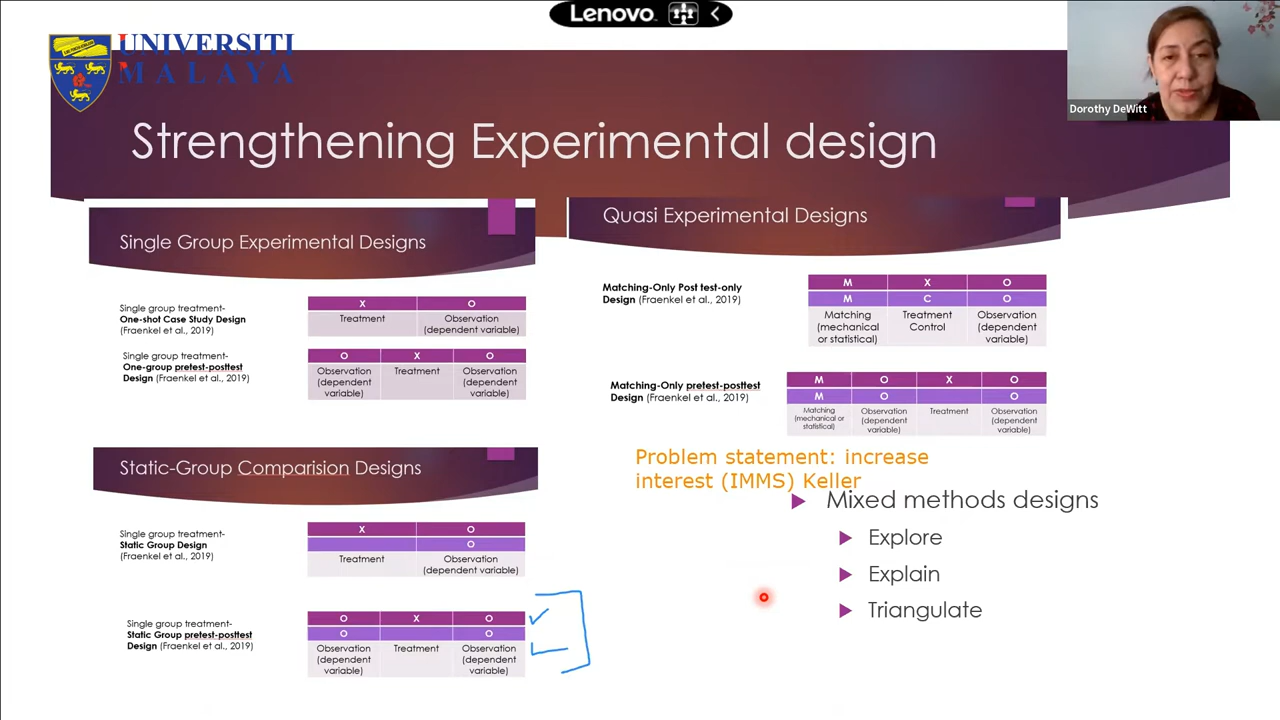 Lenovo
UNIVERSITI
MALAYA
Dorothy DeWitt
Strengthening Experimental design
Single Group Experimental Designs
Single group treatment-
One-shot Case Study Design
(Fraenkel et al., 2019)
X O
Treatment Observation
(dependent variable)
Single group treatment-
One-group pretest-posttest
Design (Fraenkel et al., 2019)
O X O
Observation Treatment Observation
(dependent (dependent
variable) variable)
Static-Group Comparision Designs
Single group treatment-
Static Group Design
(Fraenkel et al., 2019)
X O
O
Treatment Observation
(dependent variable)
Single group treatment-
Static Group pretest-posttest
Design (Fraenkel et al., 2019)
O X O
O O
Observation Treatment Observation
(dependent (dependent
variable) variable)
Quasi Experimental Designs
Matching-Only Post test-only
Design (Fraenkel et al., 2019)
M X O
M C O
Matching Treatment Observation
(mechanical Control (dependent
or statistical) variable)
Matching-Only pretest-posttest
Design (Fraenkel et al., 2019)
M O X O
M O O
Matching Observation Treatment Observation
(mechanical or (dependent (dependent
statistical) variable) variable)
Problem statement: increase
interest (IMMS) Keller
Mixed methods designs
Explore
Explain
Triangulate